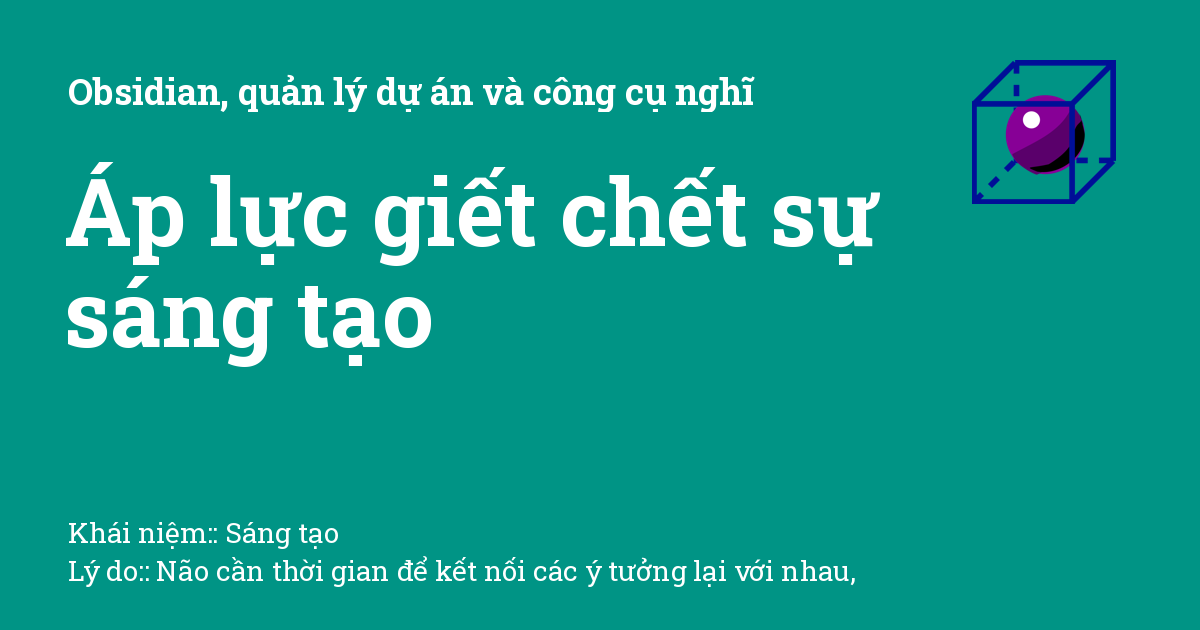 Obsidian, quản lý dự án và công cụ nghĩ
Áp lực giết chết sự
sáng tạo
Khái niệm:: Sáng tạo
Lý do:: Não cần thời gian để kết nối các ý tưởng lại với nhau,